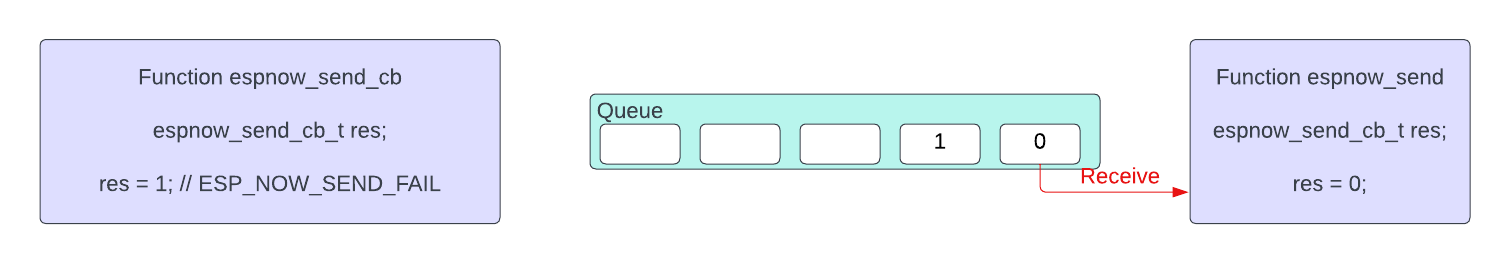 Function espnow_send_cb
espnow_send_cb_t res;
res = 1; // ESP_NOW_SEND_FAIL
Queue
1
0
Receive
Function espnow_send
espnow_send_cb_t res;
res = 0;